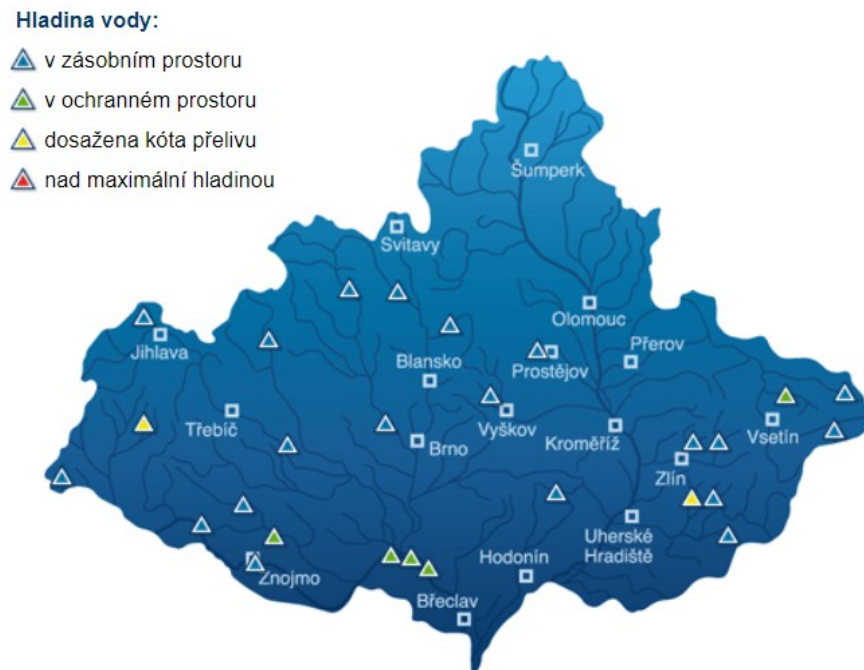 Hladina vody:
v zásobním prostoru
v ochranném prostoru
dosažena kóta přelivu
nad maximální hladinou
Šumperk
Svitavy
Olomouc
Jihlava
Blansko
Prostějov
Přerov
Třebíč
Brno
Vyškov
Kroměříž
Vsetín
Zlín
Uherské
Hradiště
Hodonín
Znojmo
Břeclav